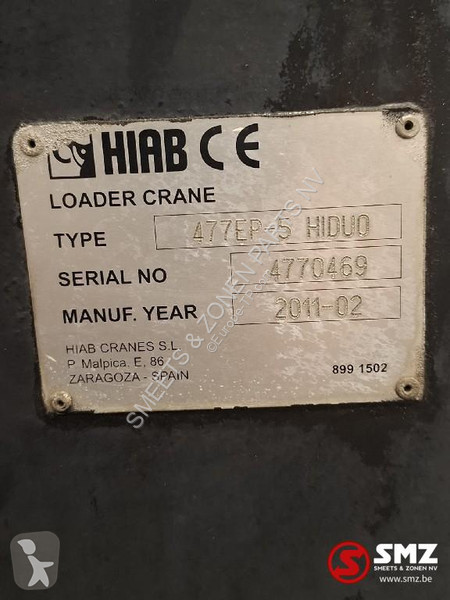 HIAB CE
LOADER CRANE
TYPE 477EP-5 HIDUO
SERIAL NO 4770469
MANUF. YEAR 2011-02
HIAB CRANES S.L.
P. Malpica, E, 86
ZARAGOZA - SPAIN
899 1502
SMEETS & ZONEN PARTS NV
SMZ
SMEETS & ZONEN NV
www.smz.be